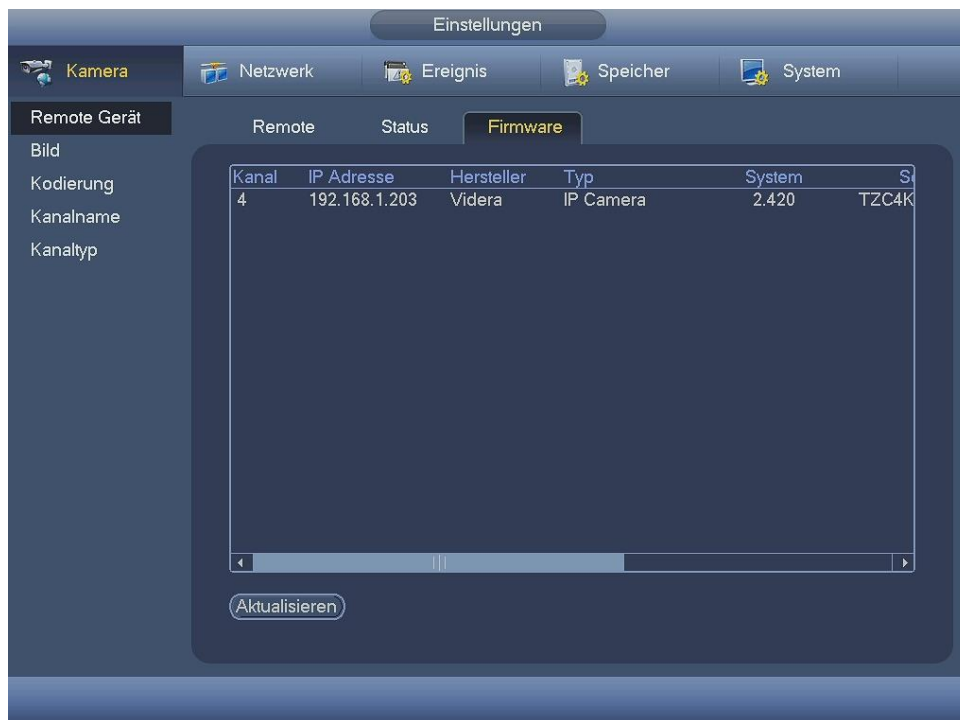 Einstellungen
Kamera Netzwerk Ereignis Speicher System
Remote Gerät
Bild
Kodierung
Kanalname
Kanaltyp
Remote Status Firmware
Kanal IP Adresse Hersteller Typ System
4 192.168.1.203 Videra IP Camera 2.420 TZC4K
Aktualisieren